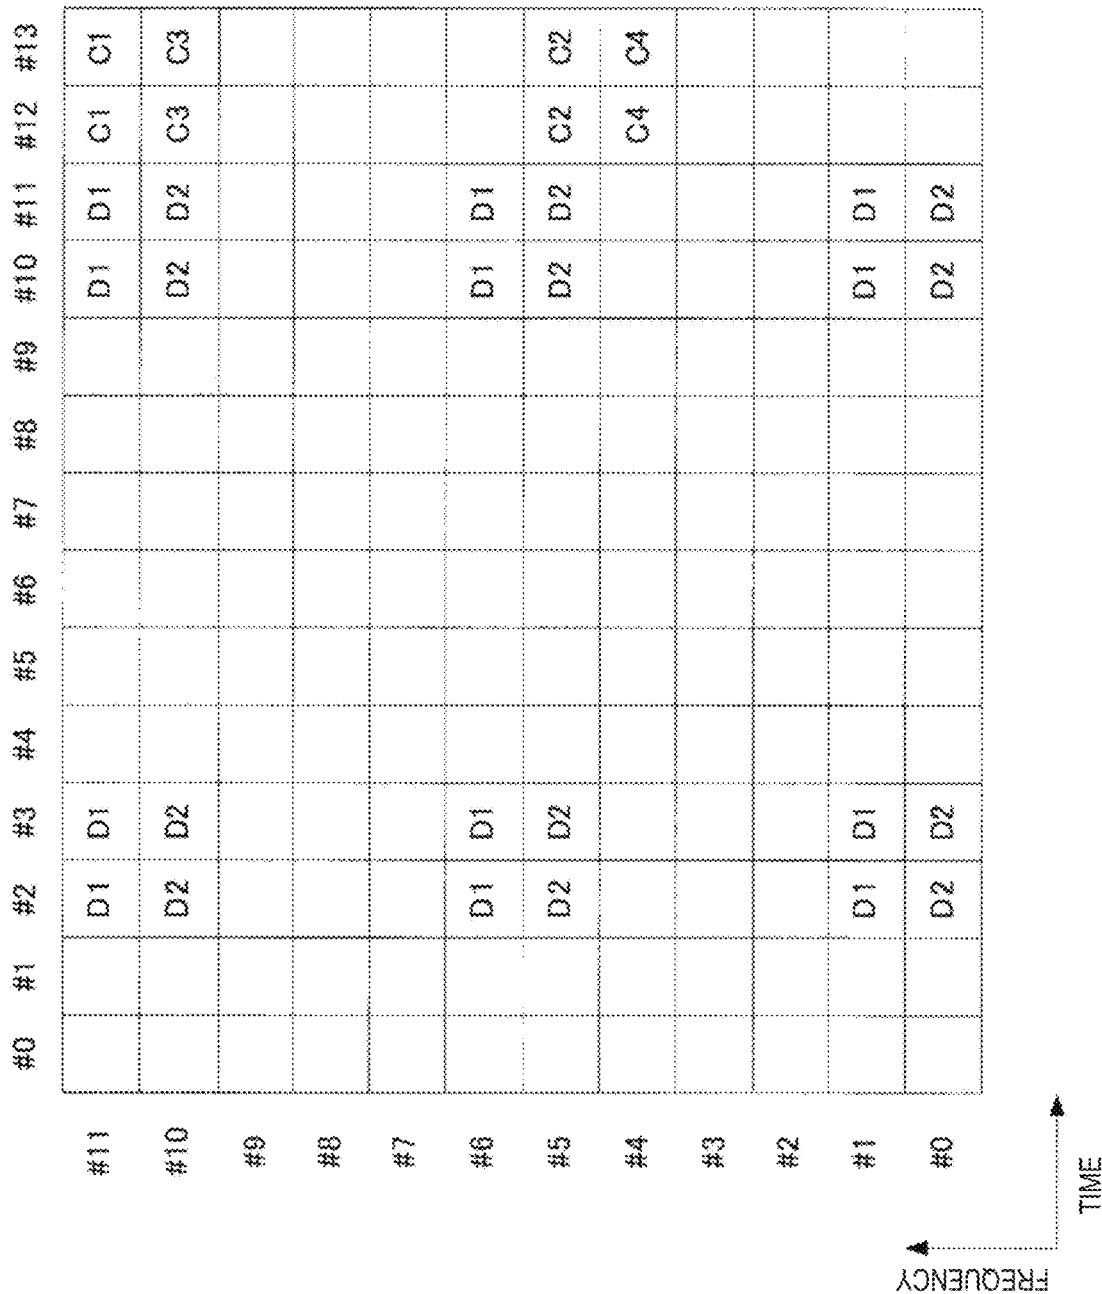 #0 #1 #2 #3 #4 #5 #6 #7 #8 #9 #10 #11 #12 #13
#11 D1 D1 D1 D1 C1 C1
#10 D2 D2 D2 D2 C3 C3
#9
#8
#7
#6 D1 D1 D1 D1
#5 D2 D2 D2 D2 C2 C2
#4 C4 C4
#3
#2
#1 D1 D1 D1 D1
#0 D2 D2 D2 D2
FREQUENCY
TIME